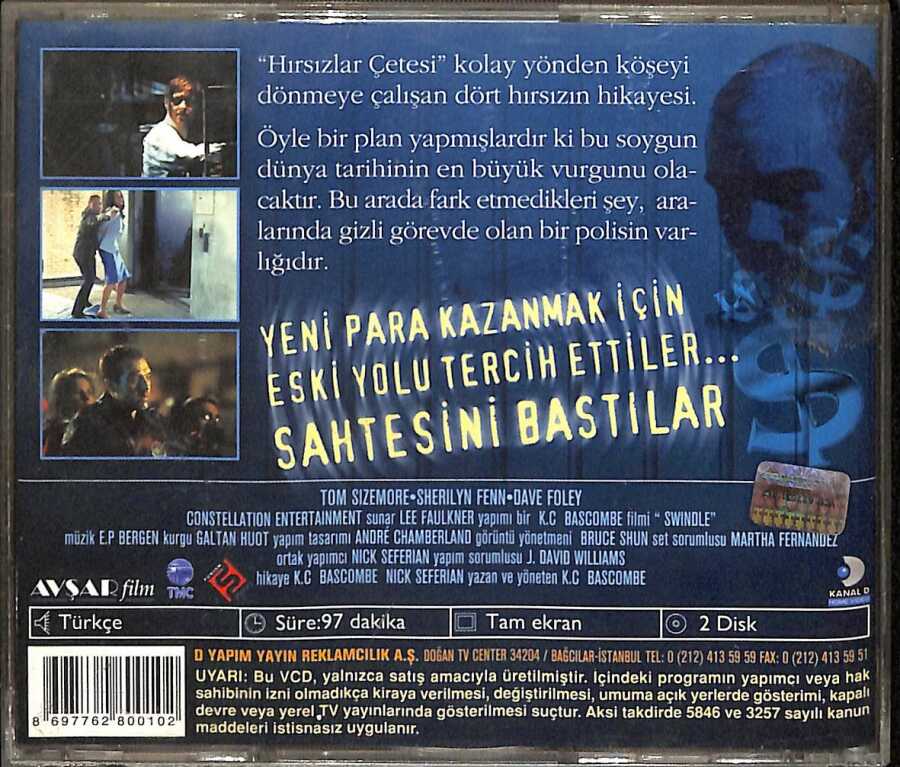 “Hırsızlar Çetesi” kolay yönden köşeyi
dönmeye çalışan dört hırsızın hikayesi.
Öyle bir plan yapmışlardır ki bu soygun
dünya tarihinin en büyük vurgunu ola-
caktır. Bu arada fark etmedikleri şey, ara-
larında gizli görevde olan bir polisin var-
lığıdır.
YENİ PARA KAZANMAK İÇİN
ESKİ YOLU TERCİH ETTİLER...
SAHTESİNİ BASTILAR
TOM SIZEMORE•SHERILYN FENN•DAVE FOLEY
CONSTELLATION ENTERTAINMENT sunar LEE FAULKNER yapımı bir K.C BASCOMBE filmi “ SWINDLE”
müzik E.P BERGEN kurgu GALTAN HUOT yapım tasarımı ANDRÉ CHAMBERLAND görüntü yönetmeni BRUCE SHUN set sorumlusu MARTHA FERNANDEZ
ortak yapımcı NICK SEFERIAN yapım sorumlusu J. DAVID WILLIAMS
hikaye K.C BASCOMBE NICK SEFERIAN yazan ve yöneten K.C BASCOMBE
AVŞAR film
TMC
KANAL D
HOME VIDEO
Türkçe
Süre:97 dakika
Tam ekran
2 Disk
D YAPIM YAYIN REKLAMCILIK A.Ş. DOĞAN TV CENTER 34204 / BAĞCILAR-İSTANBUL TEL: 0 (212) 413 59 59 FAX: 0 (212) 413 59 51
UYARI: Bu VCD, yalnızca satış amacıyla üretilmiştir. İçindeki programın yapımcı veya hak
sahibinin izni olmadıkça kiraya verilmesi, değiştirilmesi, umuma açık yerlerde gösterimi, kapalı
devre veya yerel TV yayınlarında gösterilmesi suçtur. Aksi takdirde 5846 ve 3257 sayılı kanun
maddeleri istisnasız uygulanır.
8 697762 800102